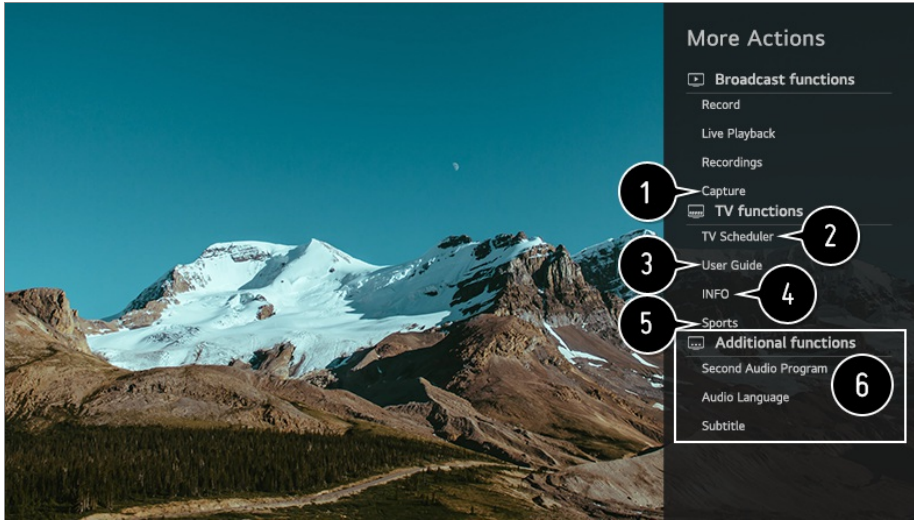 More Actions
Broadcast functions
Record
Live Playback
Recordings
1 Capture
TV functions
TV Scheduler 2
3 User Guide
INFO 4
5 Sports
Additional functions
Second Audio Program
6
Audio Language
Subtitle